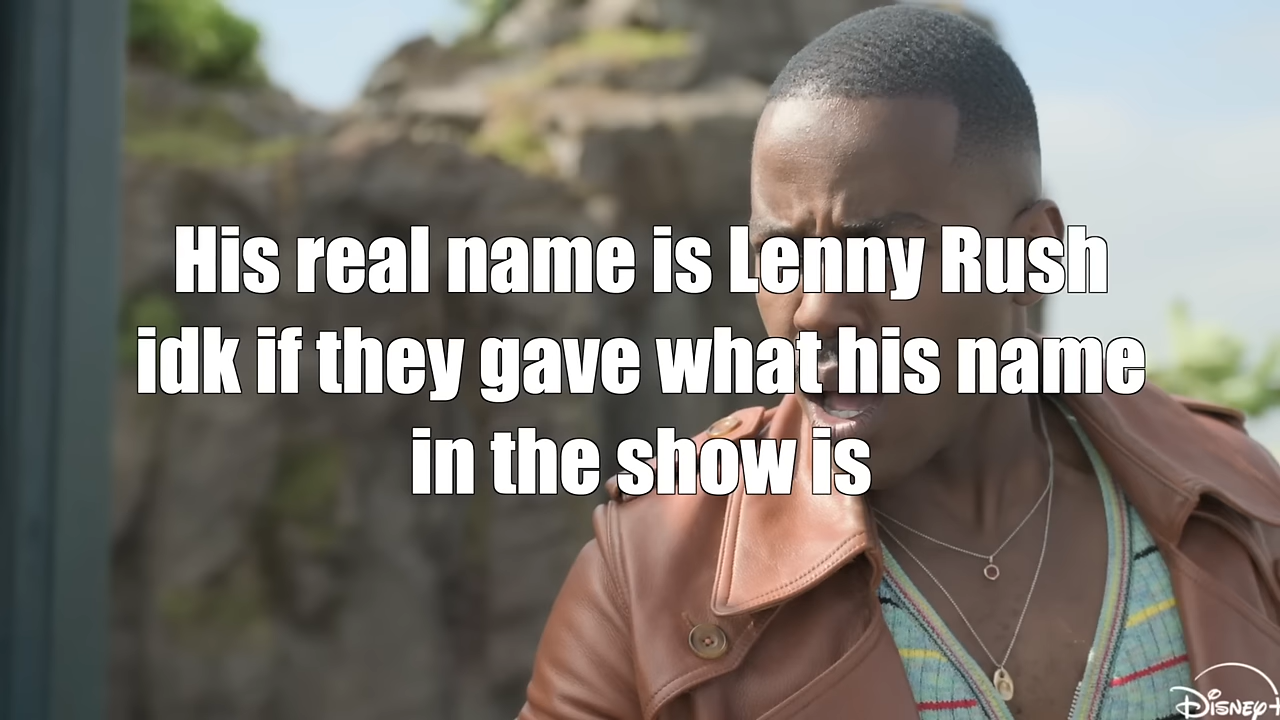 His real name is Lenny Rush
idk if they gave what his name
in the show is
Disney+